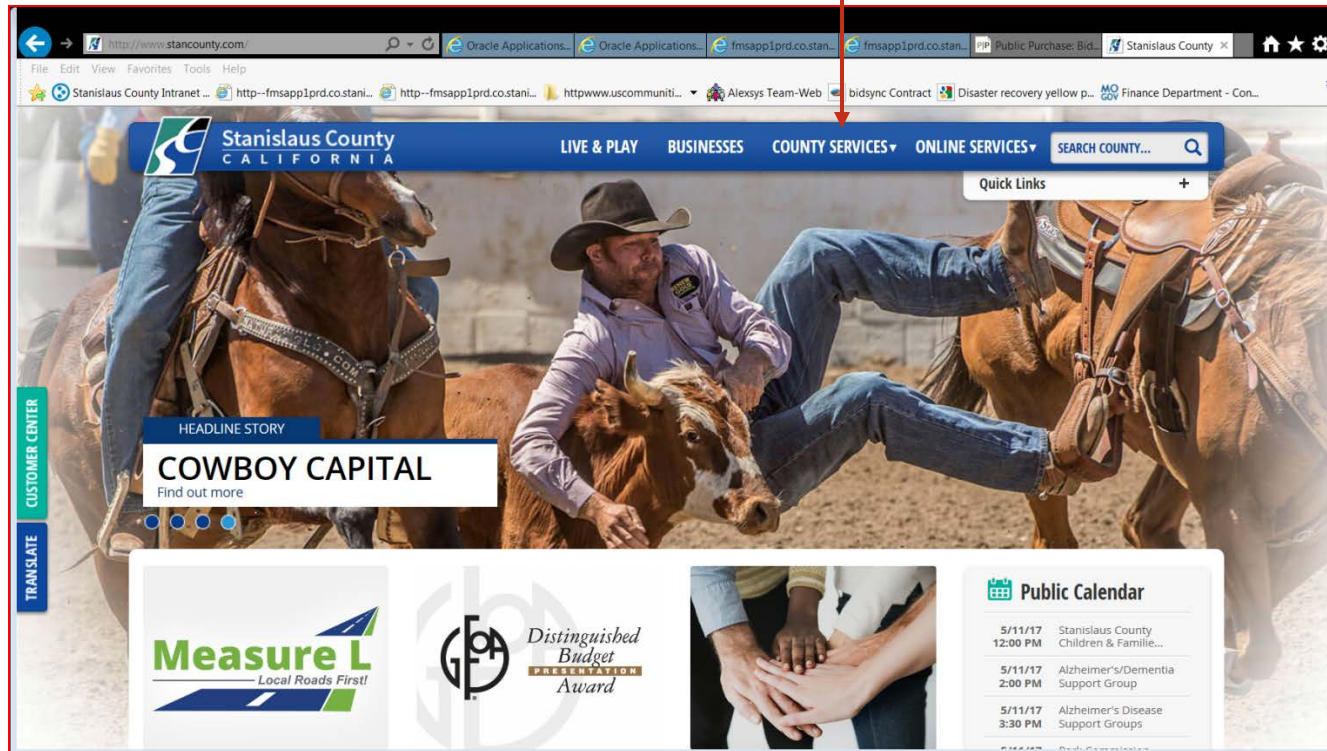 http://www.stancounty.com/
Oracle Applications...
Oracle Applications...
fmsapp1prd.co.stan...
fmsapp1prd.co.stan...
Public Purchase: Bid...
Stanislaus County
File Edit View Favorites Tools Help
Stanislaus County Intranet ...
http--fmsapp1prd.co.stani...
http--fmsapp1prd.co.stani...
httpwww.uscommuniti...
Alexsys Team-Web
bidsync Contract
Disaster recovery yellow p...
MO GOV Finance Department - Con...
Stanislaus County
CALIFORNIA
LIVE & PLAY
BUSINESSES
COUNTY SERVICES
ONLINE SERVICES
SEARCH COUNTY...
Quick Links +
CUSTOMER CENTER
TRANSLATE
HEADLINE STORY
COWBOY CAPITAL
Find out more
Measure L
Local Roads First!
GFOA
Distinguished
Budget
PRESENTATION
Award
Public Calendar
5/11/17 Stanislaus County
12:00 PM Children & Familie...
5/11/17 Alzheimer's/Dementia
2:00 PM Support Group
5/11/17 Alzheimer's Disease
3:30 PM Support Groups